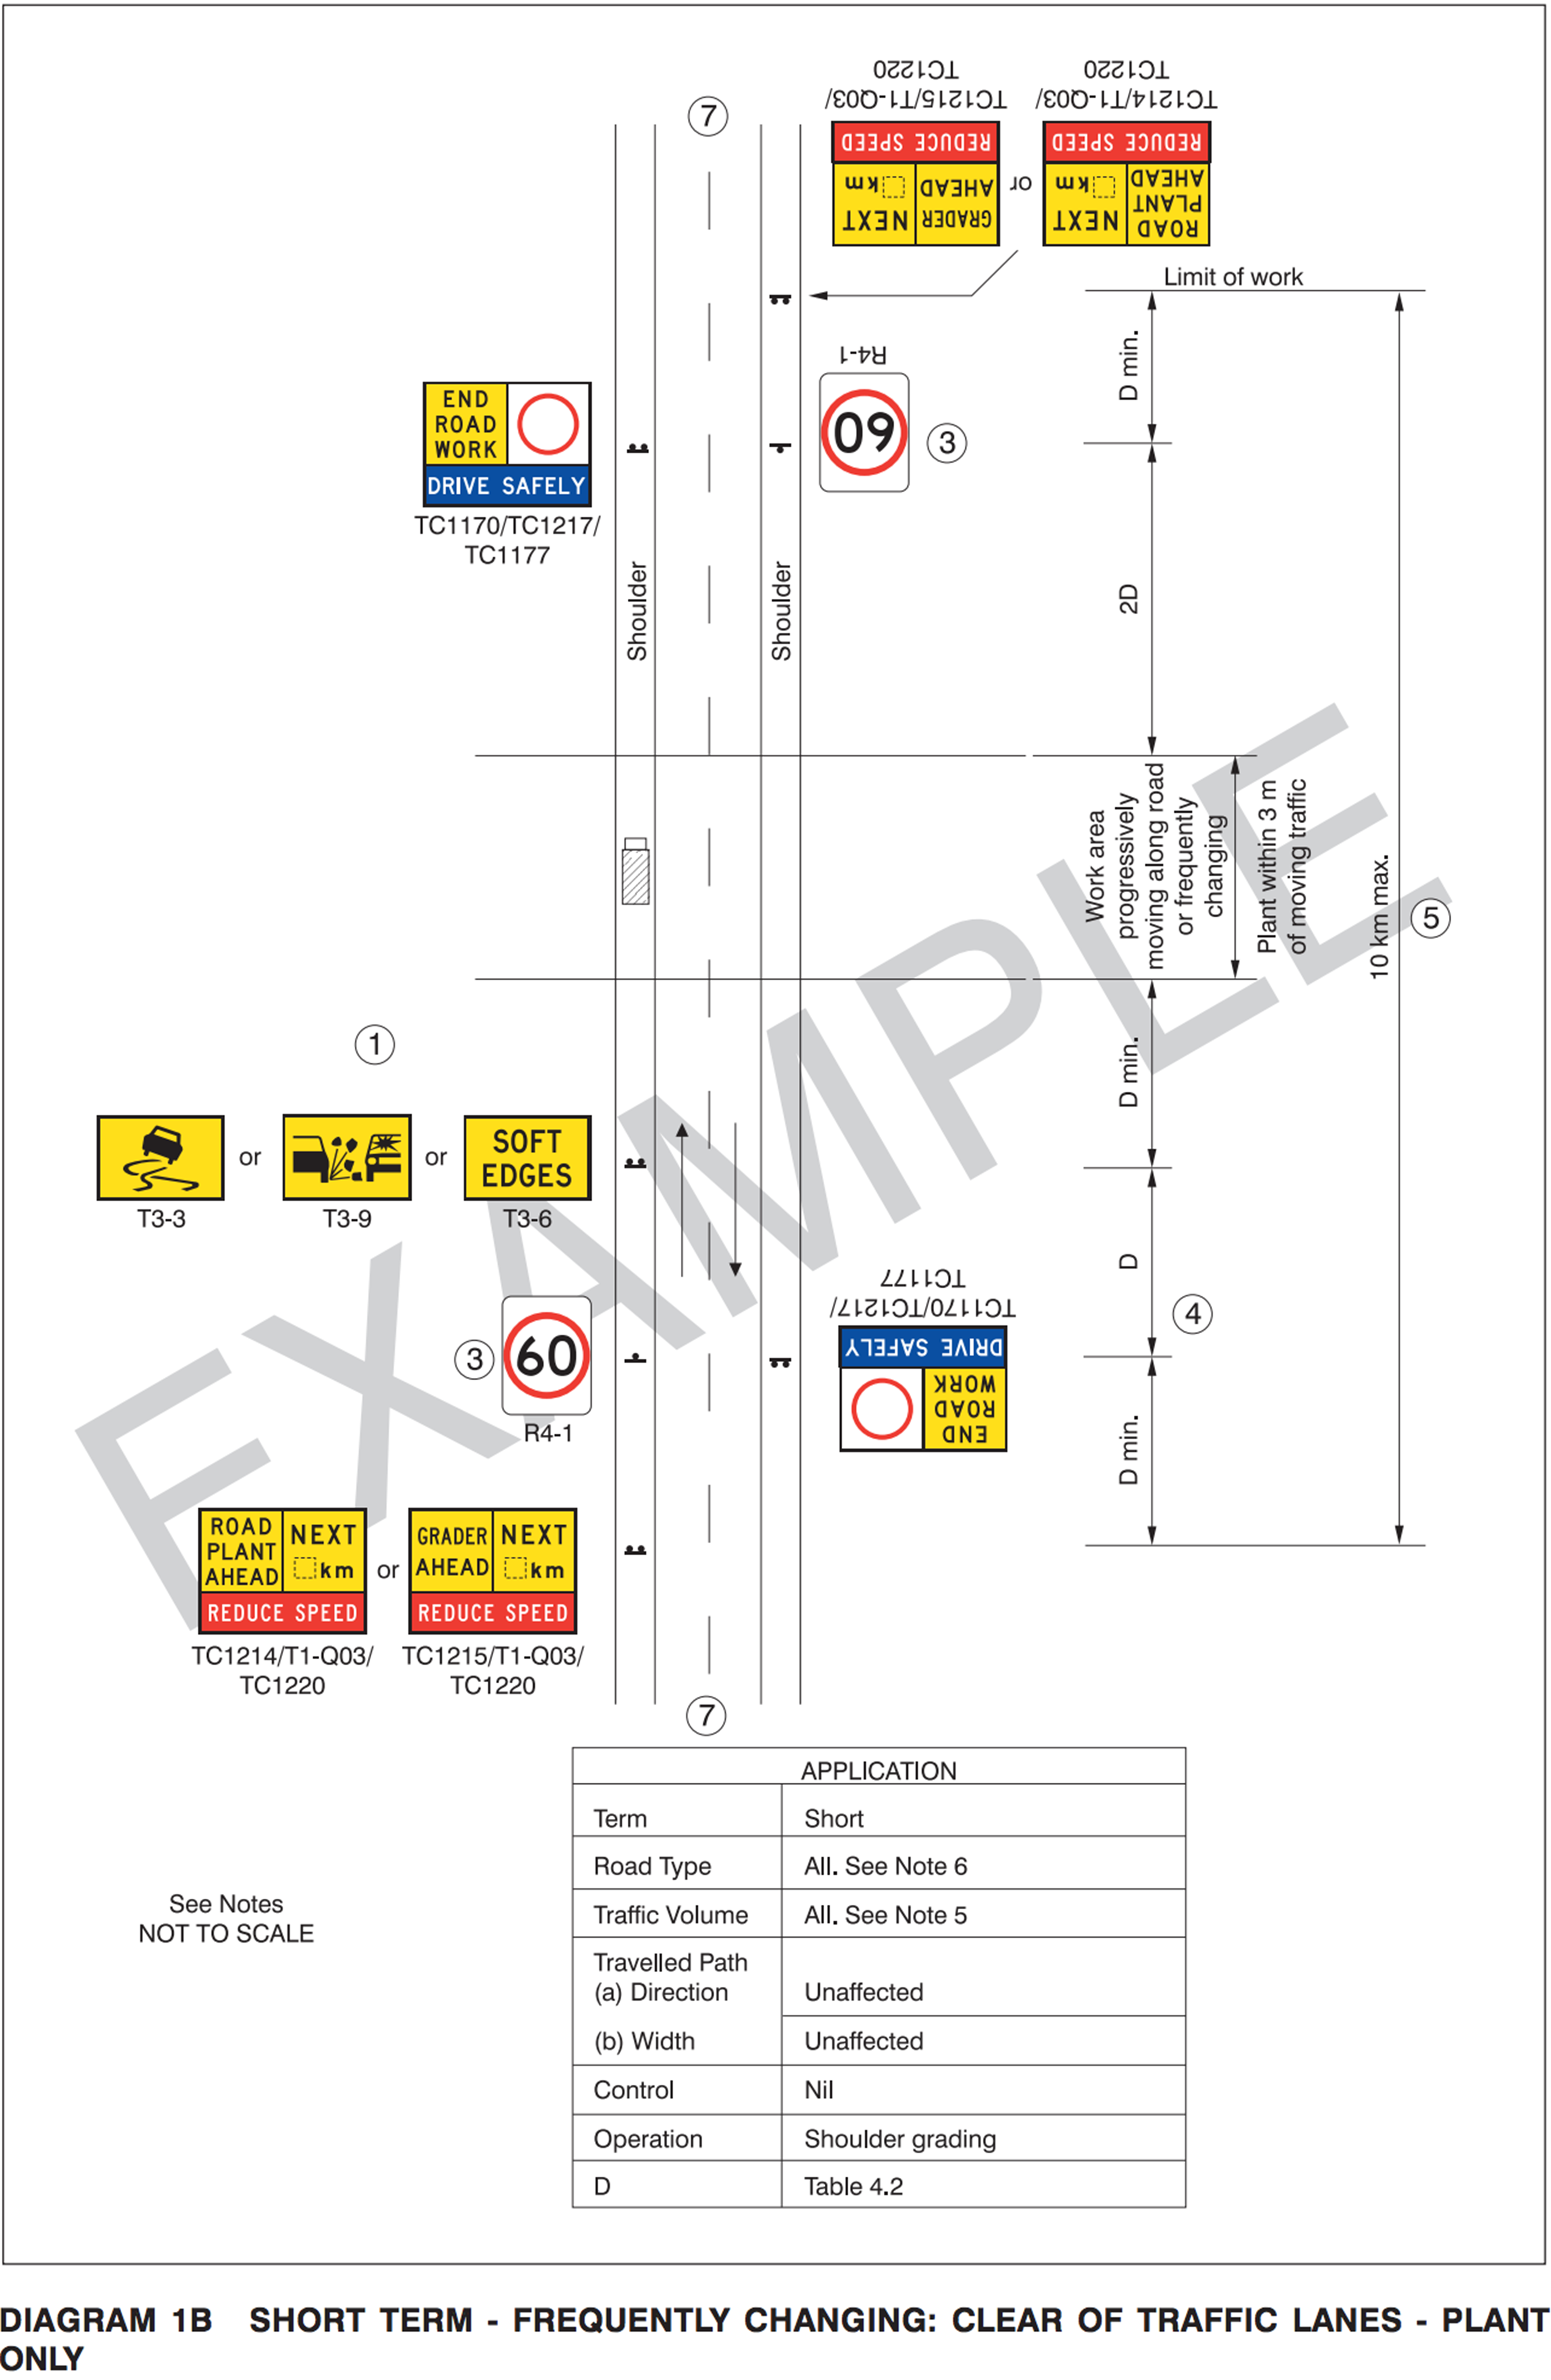 7
TC1220
TC1215/T1-Q03/
REDUCE SPEED
GRADER
AHEAD
NEXT
km
or
TC1220
TC1214/T1-Q03/
REDUCE SPEED
ROAD
PLANT
AHEAD
NEXT
km
Limit of work
D min.
R4-1
60
3
END
ROAD
WORK
DRIVE SAFELY
TC1170/TC1217/
TC1177
Shoulder
Shoulder
2D
Work area
progressively
moving along road
or frequently
changing
Plant within 3 m
of moving traffic
10 km max.
5
1
D min.
or
or
SOFT
EDGES
T3-3
T3-9
T3-6
D
4
TC1177
TC1170/TC1217/
DRIVE SAFELY
END
ROAD
WORK
3
60
R4-1
D min.
ROAD
PLANT
AHEAD
NEXT
km
REDUCE SPEED
or
GRADER
AHEAD
NEXT
km
REDUCE SPEED
TC1214/T1-Q03/
TC1220
TC1215/T1-Q03/
TC1220
7
EXAMPLE
APPLICATION
Term Short
Road Type All. See Note 6
Traffic Volume All. See Note 5
Travelled Path
(a) Direction Unaffected
(b) Width Unaffected
Control Nil
Operation Shoulder grading
D Table 4.2
See Notes
NOT TO SCALE
DIAGRAM 1B SHORT TERM - FREQUENTLY CHANGING: CLEAR OF TRAFFIC LANES - PLANT
ONLY